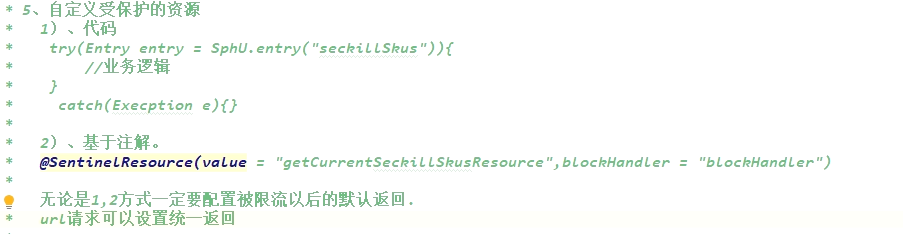 * 5、自定义受保护的资源
*   1）、代码
*    try(Entry entry = SphU.entry("seckillSkus")){
*        //业务逻辑
*    }
*     catch(Execption e){}
*
*   2）、基于注解。
*   @SentinelResource(value = "getCurrentSeckillSkusResource",blockHandler = "blockHandler")
*
*   无论是1,2方式一定要配置被限流以后的默认返回.
*   url请求可以设置统一返回